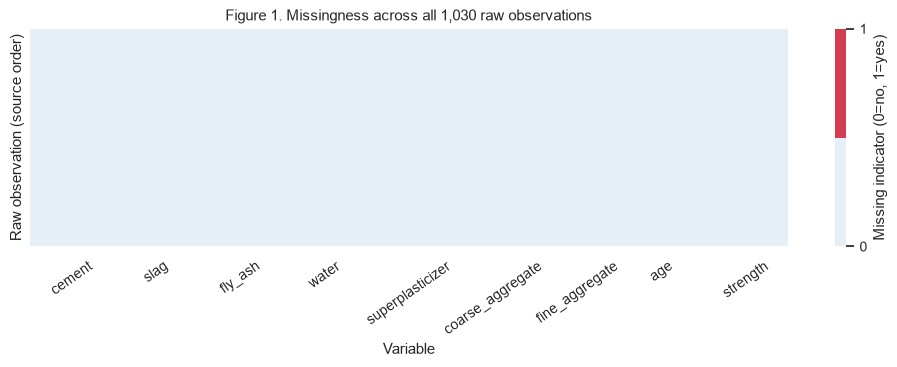 Figure 1. Missingness across all 1,030 raw observations
Raw observation (source order)
cement
slag
fly_ash
water
superplasticizer
coarse_aggregate
fine_aggregate
age
strength
Variable
1
0
Missing indicator (0=no, 1=yes)